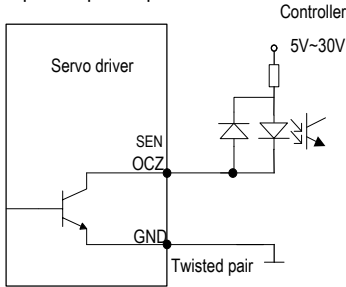 Controller
5V~30V
Servo driver
SEN
OCZ
GND
Twisted pair